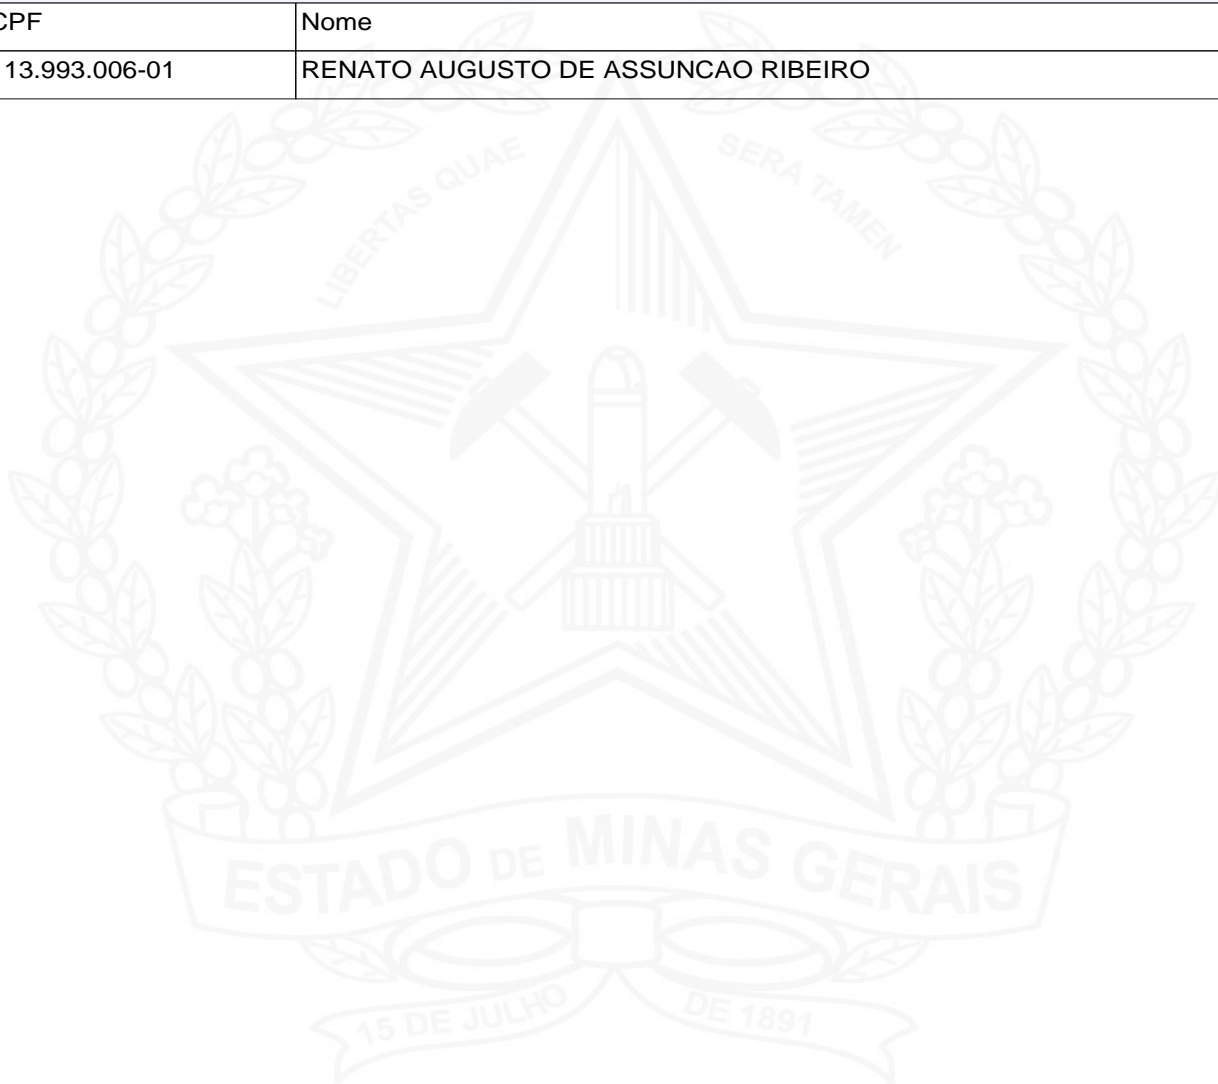 CPF Nome
13.993.006-01 RENATO AUGUSTO DE ASSUNCAO RIBEIRO
LIBERTAS QUAE SERA TAMEN
ESTADO DE MINAS GERAIS
15 DE JULHO DE 1891